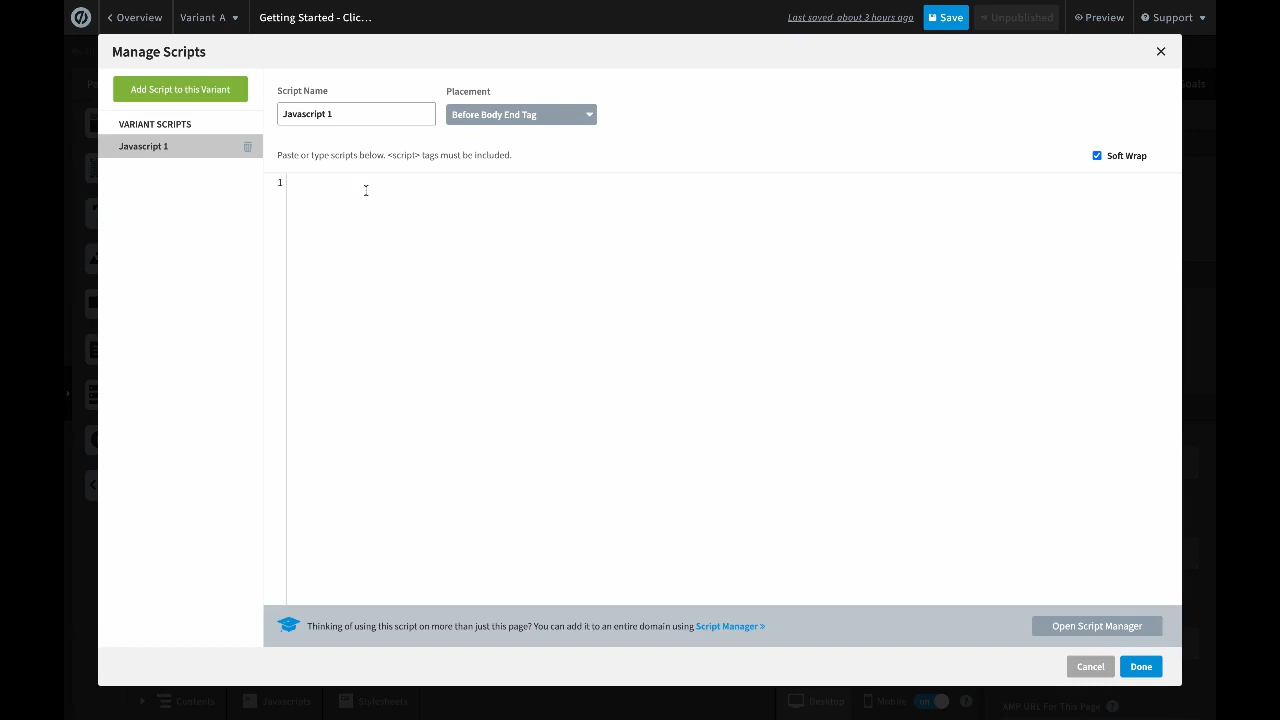 Overview
Variant A
Getting Started - Clic…
Last saved about 3 hours ago
Save
Unpublished
Preview
Support
Manage Scripts
Add Script to this Variant
VARIANT SCRIPTS
Javascript 1
Script Name
Placement
Javascript 1
Before Body End Tag
Paste or type scripts below. <script> tags must be included.
Soft Wrap
1
Thinking of using this script on more than just this page? You can add it to an entire domain using Script Manager »
Open Script Manager
Cancel
Done
Contents
Javascripts
Stylesheets
Desktop
Mobile
on
AMP URL For This Page